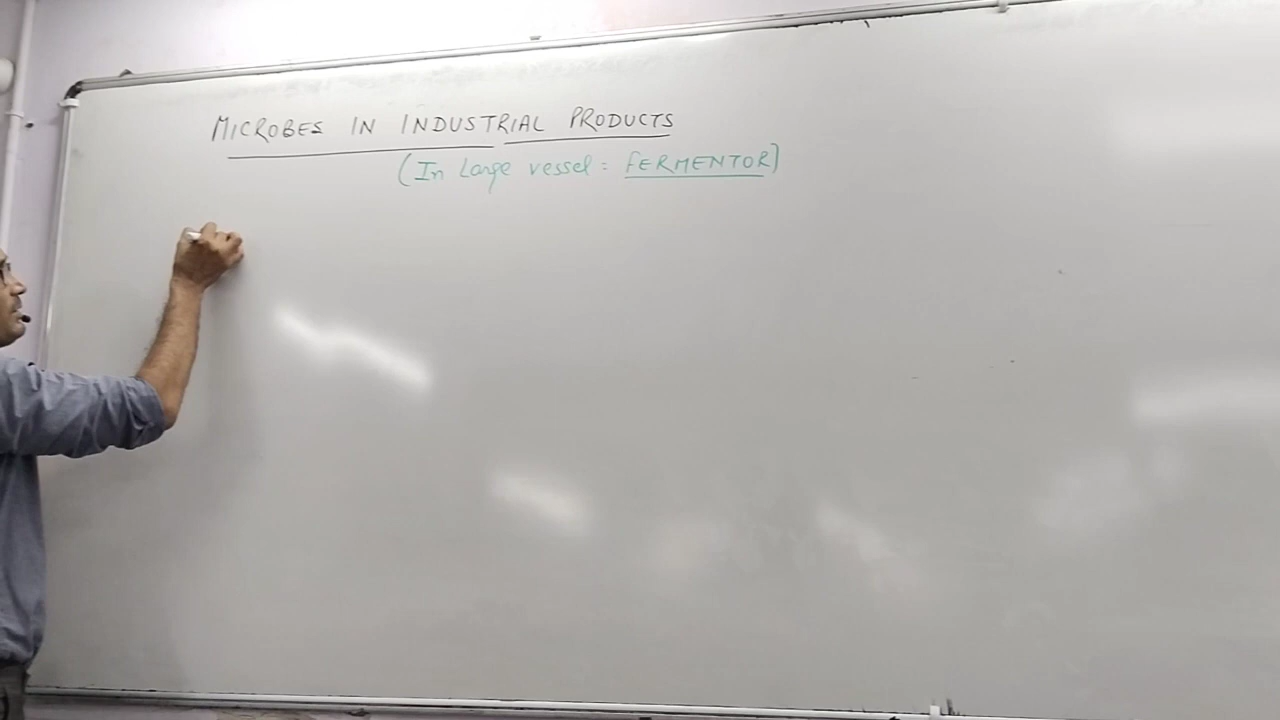 MICROBES IN INDUSTRIAL PRODUCTS
(In Large vessel : FERMENTOR)